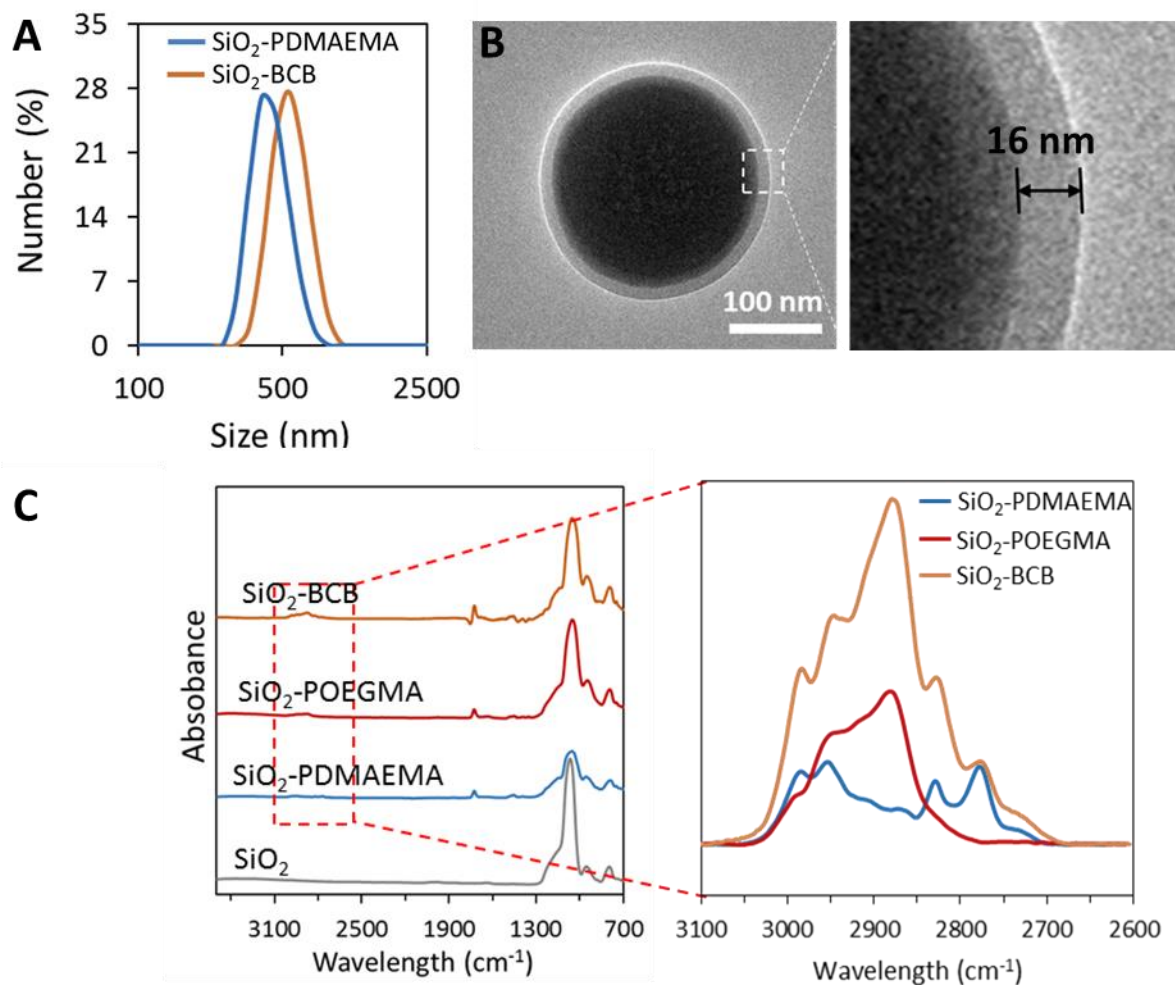 A
35
28
21
14
7
0
Number (%)
SiO₂-PDMAEMA
SiO₂-BCB
100 500 2500
Size (nm)
B
100 nm
16 nm
C
Absobance
SiO₂-BCB
SiO₂-POEGMA
SiO₂-PDMAEMA
SiO₂
3100 2500 1900 1300 700
Wavelength (cm⁻¹)
SiO₂-PDMAEMA
SiO₂-POEGMA
SiO₂-BCB
3100 3000 2900 2800 2700 2600
Wavelength (cm⁻¹)